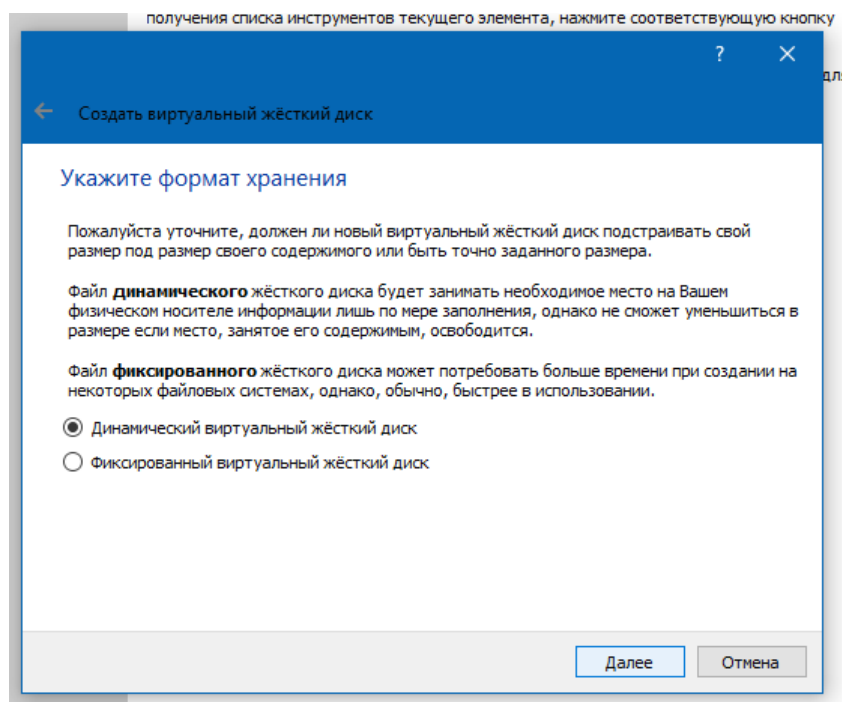 получения списка инструментов текущего элемента, нажмите соответствующую кнопку
?
для
Создать виртуальный жёсткий диск
Укажите формат хранения
Пожалуйста уточните, должен ли новый виртуальный жёсткий диск подстраивать свой
размер под размер своего содержимого или быть точно заданного размера.
Файл динамического жёсткого диска будет занимать необходимое место на Вашем
физическом носителе информации лишь по мере заполнения, однако не сможет уменьшиться в
размере если место, занятое его содержимым, освободится.
Файл фиксированного жёсткого диска может потребовать больше времени при создании на
некоторых файловых системах, однако, обычно, быстрее в использовании.
Динамический виртуальный жёсткий диск
Фиксированный виртуальный жёсткий диск
Далее Отмена